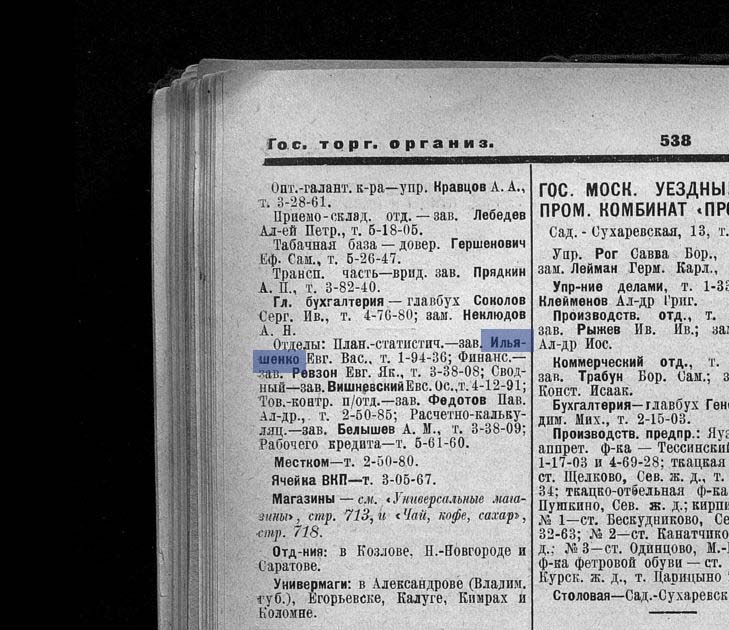 Гос. торг. организ.
538
Опт.-галант. к-ра—упр. Кравцов А. А.,
т. 3-28-61.
Приемо-склад. отд. — зав. Лебедев
Ал-ей Петр., т. 5-18-05.
Табачная база — довер. Гершенович
Еф. Сам., т. 5-26-47.
Трансп. часть—врид. зав. Прядкин
А. П., т. 3-82-40.
Гл. бухгалтерия — главбух Соколов
Серг. Ив., т. 4-76-80; зам. Неклюдов
А. Н.
Отделы: План.-статистич.—зав. Илья-
шенко Евг. Вас., т. 1-94-36; Финанс.—
зав. Ревзон Евг. Як., т. 3-38-08; Свод-
ный—зав. Вишневский Евс. Ос., т. 4-12-91;
Тов.-контр. п/отд.—зав. Федотов Пав.
Ал-др., т. 2-50-85; Расчетно-кальку-
ляц.—зав. Белышев А. М., т. 3-38-09;
Рабочего кредита—т. 5-61-60.
Местком—т. 2-50-80.
Ячейка ВКП—т. 3-05-67.
Магазины — см. «Универсальные мага-
зины», стр. 713, и «Чай, кофе, сахар»,
стр. 718.
Отд-ния: в Козлове, Н.-Новгороде и
Саратове.
Универмаги: в Александрове (Владим.
губ.), Егорьевске, Калуге, Кимрах и
Коломне.
ГОС. МОСК. УЕЗДНЫ
ПРОМ. КОМБИНАТ «ПРО
Сад. - Сухаревская, 13, т.
Упр. Рог Савва Бор.,
зам. Лейман Герм. Карл.,
Упр-ние делами, т. 1-33
Клейменов Ал-др Григ.
Производств. отд., т.
зав. Рыжев Ив. Ив.; зам
Ал-др Иос.
Коммерческий отд., т.
зав. Трабун Бор. Сам.; з
Конст. Исаак.
Бухгалтерия—главбух Ген
дим. Мих., т. 2-15-03.
Производств. предпр.: Яуз
аппрет. ф-ка — Тессински
1-17-03 и 4-69-28; ткацкая
ст. Щелково, Сев. ж. д., т.
34; ткацко-отбельная ф-ка
Пушкино, Сев. ж. д.; кирпи
№ 1—ст. Бескудниково, Се
32-63; № 2—ст. Канатчико
д.; № 3—ст. Одинцово, М.-
ф-ка фетровой обуви — ст.
Курск. ж. д., т. Царицыно
Столовая—Сад.-Сухаревск